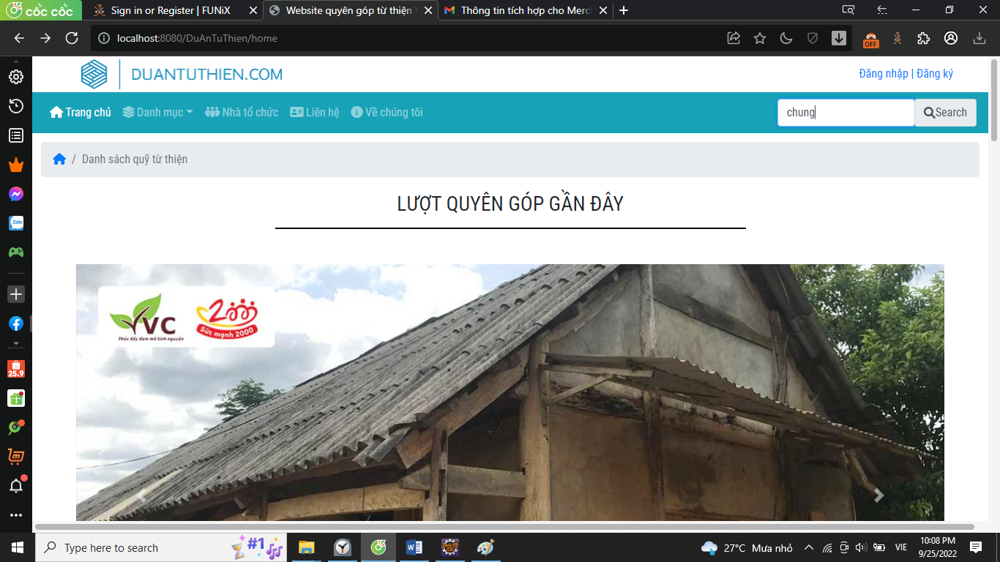 cốc cốc
Sign in or Register | FUNiX
Website quyên góp từ thiện
Thông tin tích hợp cho Merc
localhost:8080/DuAnTuThien/home
OFF
DUANTUTHIEN.COM
Đăng nhập | Đăng ký
Trang chủ
Danh mục
Nhà tổ chức
Liên hệ
Về chúng tôi
chung
Search
/ Danh sách quỹ từ thiện
LƯỢT QUYÊN GÓP GẦN ĐÂY
VC
Thúc đẩy đam mê tình nguyện
2000
Sức mạnh 2000
Zalo
25.9
Type here to search
#1
27°C Mưa nhỏ
VIE
10:08 PM
9/25/2022